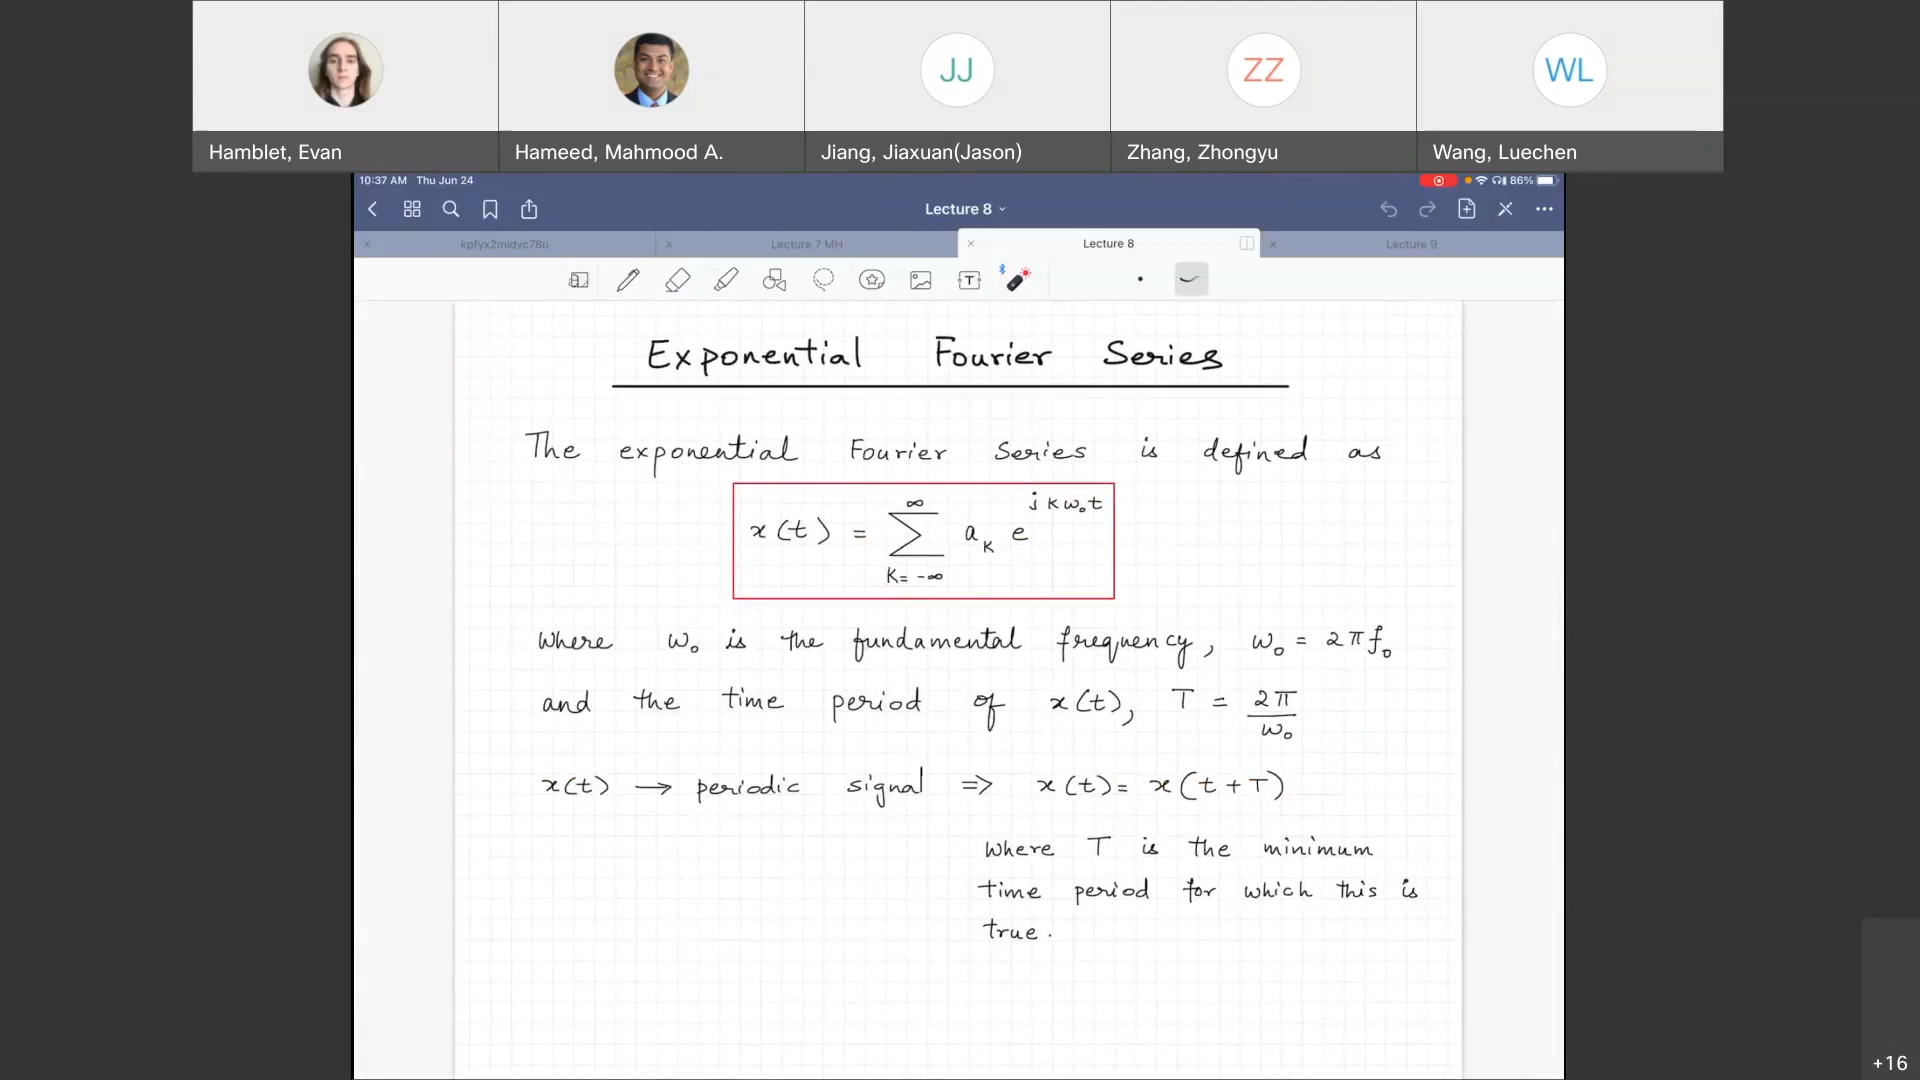 JJ
ZZ
WL
Hamblet, Evan
Hameed, Mahmood A.
Jiang, Jiaxuan(Jason)
Zhang, Zhongyu
Wang, Luechen
10:37 AM Thu Jun 24
86%
Lecture 8
kpfyx2midvc78u
Lecture 7 MH
Lecture 8
Lecture 9
Exponential Fourier Series
The exponential Fourier Series is defined as
x(t) = ∑_{K=-∞}^{∞} a_K e^{jKω₀t}
where ω₀ is the fundamental frequency, ω₀ = 2πf₀
and the time period of x(t), T = 2π/ω₀
x(t) → periodic signal => x(t) = x(t+T)
where T is the minimum
time period for which this is
true.
+16